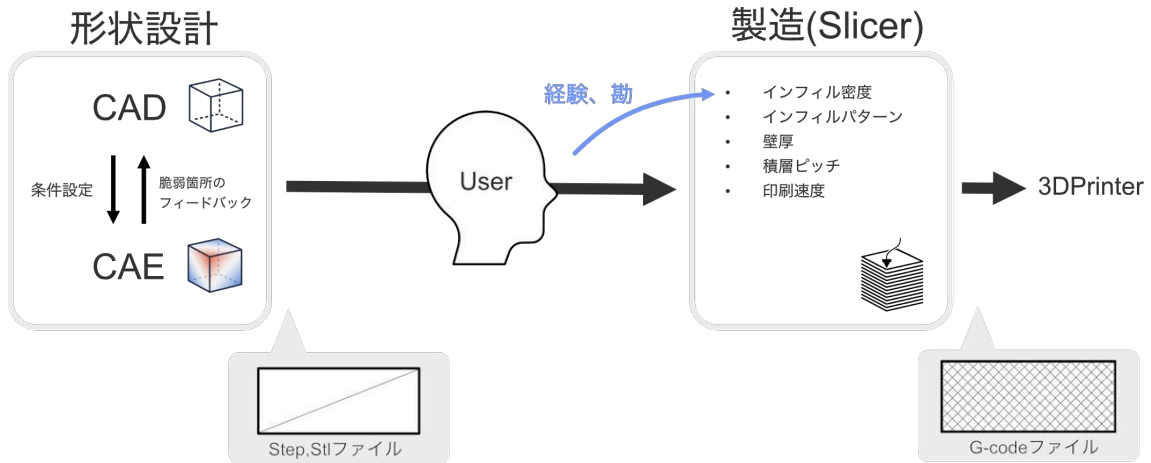 形状設計
CAD
条件設定
脆弱箇所の
フィードバック
CAE
Step,Stlファイル
User
経験、勘
製造(Slicer)
• インフィル密度
• インフィルパターン
• 壁厚
• 積層ピッチ
• 印刷速度
3DPrinter
G-codeファイル